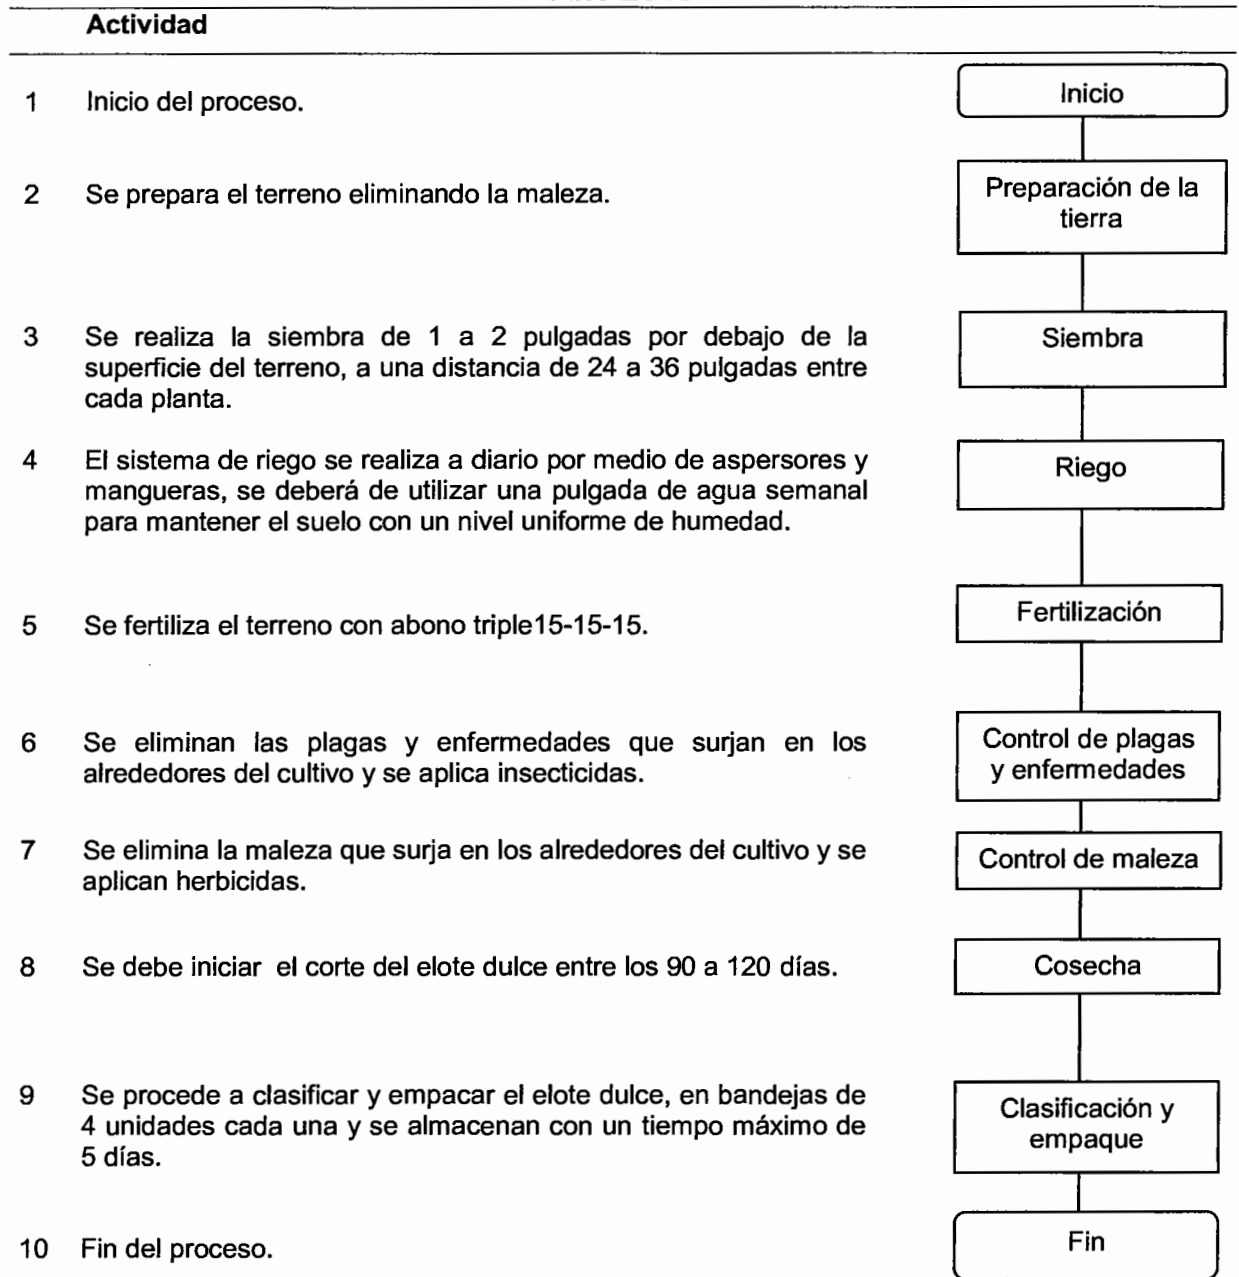 Actividad
Inicio
1 Inicio del proceso.
Preparación de la
tierra
2 Se prepara el terreno eliminando la maleza.
Siembra
3 Se realiza la siembra de 1 a 2 pulgadas por debajo de la
superficie del terreno, a una distancia de 24 a 36 pulgadas entre
cada planta.
Riego
4 El sistema de riego se realiza a diario por medio de aspersores y
mangueras, se deberá de utilizar una pulgada de agua semanal
para mantener el suelo con un nivel uniforme de humedad.
Fertilización
5 Se fertiliza el terreno con abono triple15-15-15.
Control de plagas
y enfermedades
6 Se eliminan las plagas y enfermedades que surjan en los
alrededores del cultivo y se aplica insecticidas.
Control de maleza
7 Se elimina la maleza que surja en los alrededores del cultivo y se
aplican herbicidas.
Cosecha
8 Se debe iniciar el corte del elote dulce entre los 90 a 120 días.
Clasificación y
empaque
9 Se procede a clasificar y empacar el elote dulce, en bandejas de
4 unidades cada una y se almacenan con un tiempo máximo de
5 días.
Fin
10 Fin del proceso.